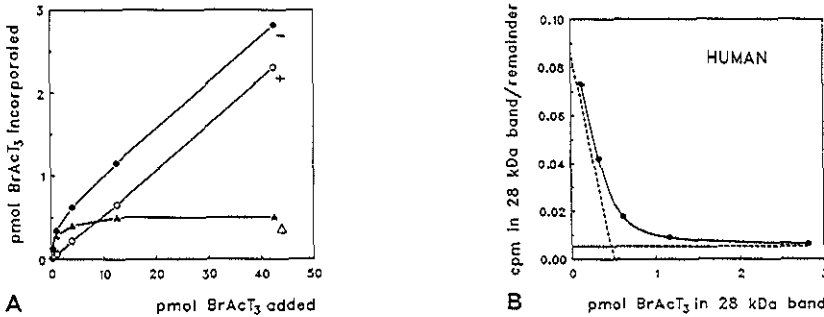 3
2
1
0
pmol BrAcT3 incorporated
−
+
Δ
0 10 20 30 40 50
A
pmol BrAcT3 added
0.10
0.08
0.06
0.04
0.02
0.00
cpm in 28 kDa band/remainder
HUMAN
0 1 2 3
B
pmol BrAcT3 in 28 kDa band